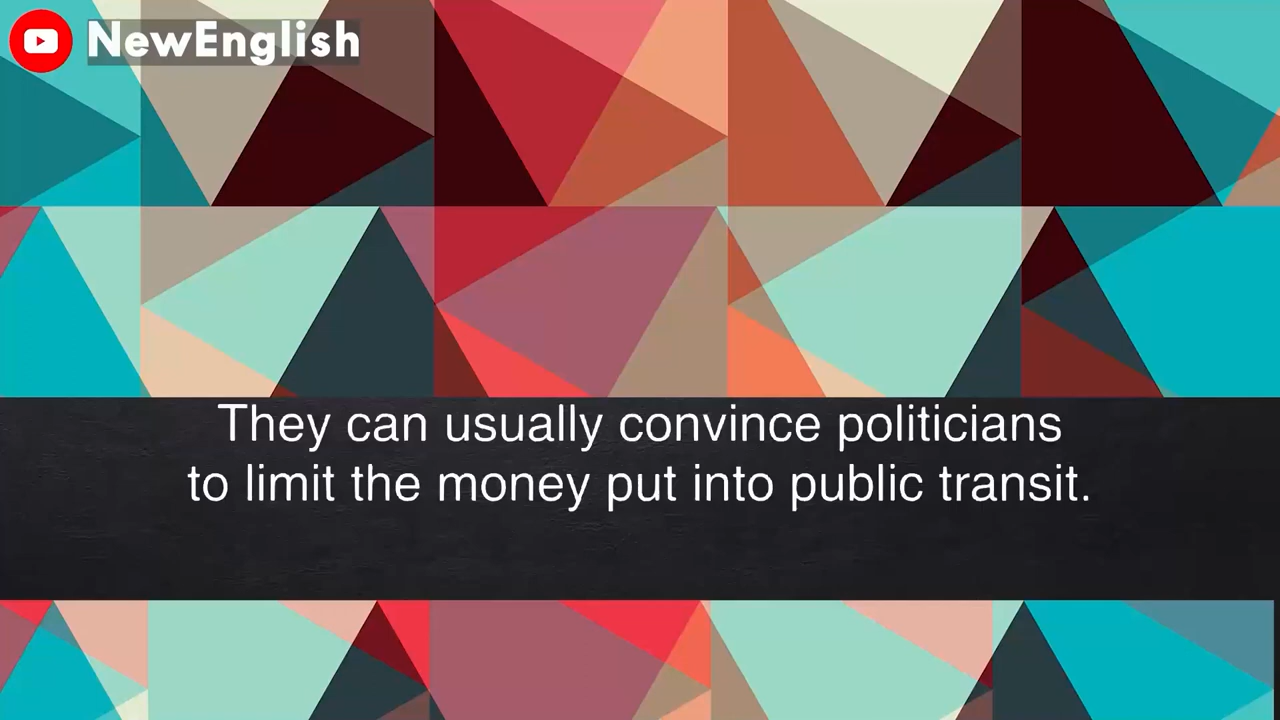 NewEnglish
They can usually convince politicians
to limit the money put into public transit.